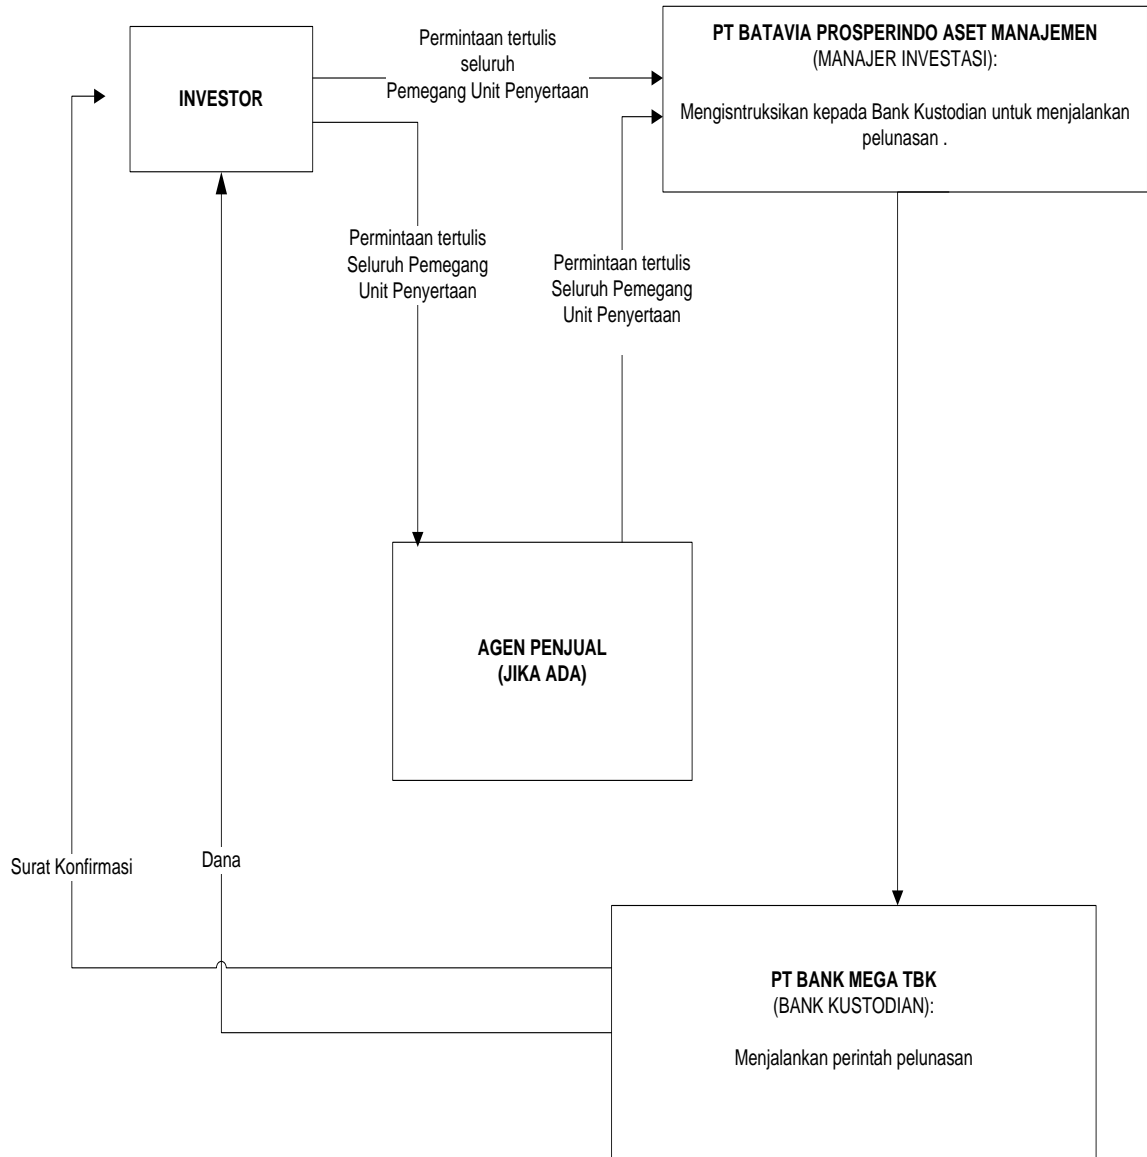 INVESTOR
Permintaan tertulis
seluruh
Pemegang Unit Penyertaan
PT BATAVIA PROSPERINDO ASET MANAJEMEN
(MANAJER INVESTASI):
Mengisntruksikan kepada Bank Kustodian untuk menjalankan
pelunasan .
Permintaan tertulis
Seluruh Pemegang
Unit Penyertaan
Permintaan tertulis
Seluruh Pemegang
Unit Penyertaan
AGEN PENJUAL
(JIKA ADA)
Surat Konfirmasi
Dana
PT BANK MEGA TBK
(BANK KUSTODIAN):
Menjalankan perintah pelunasan